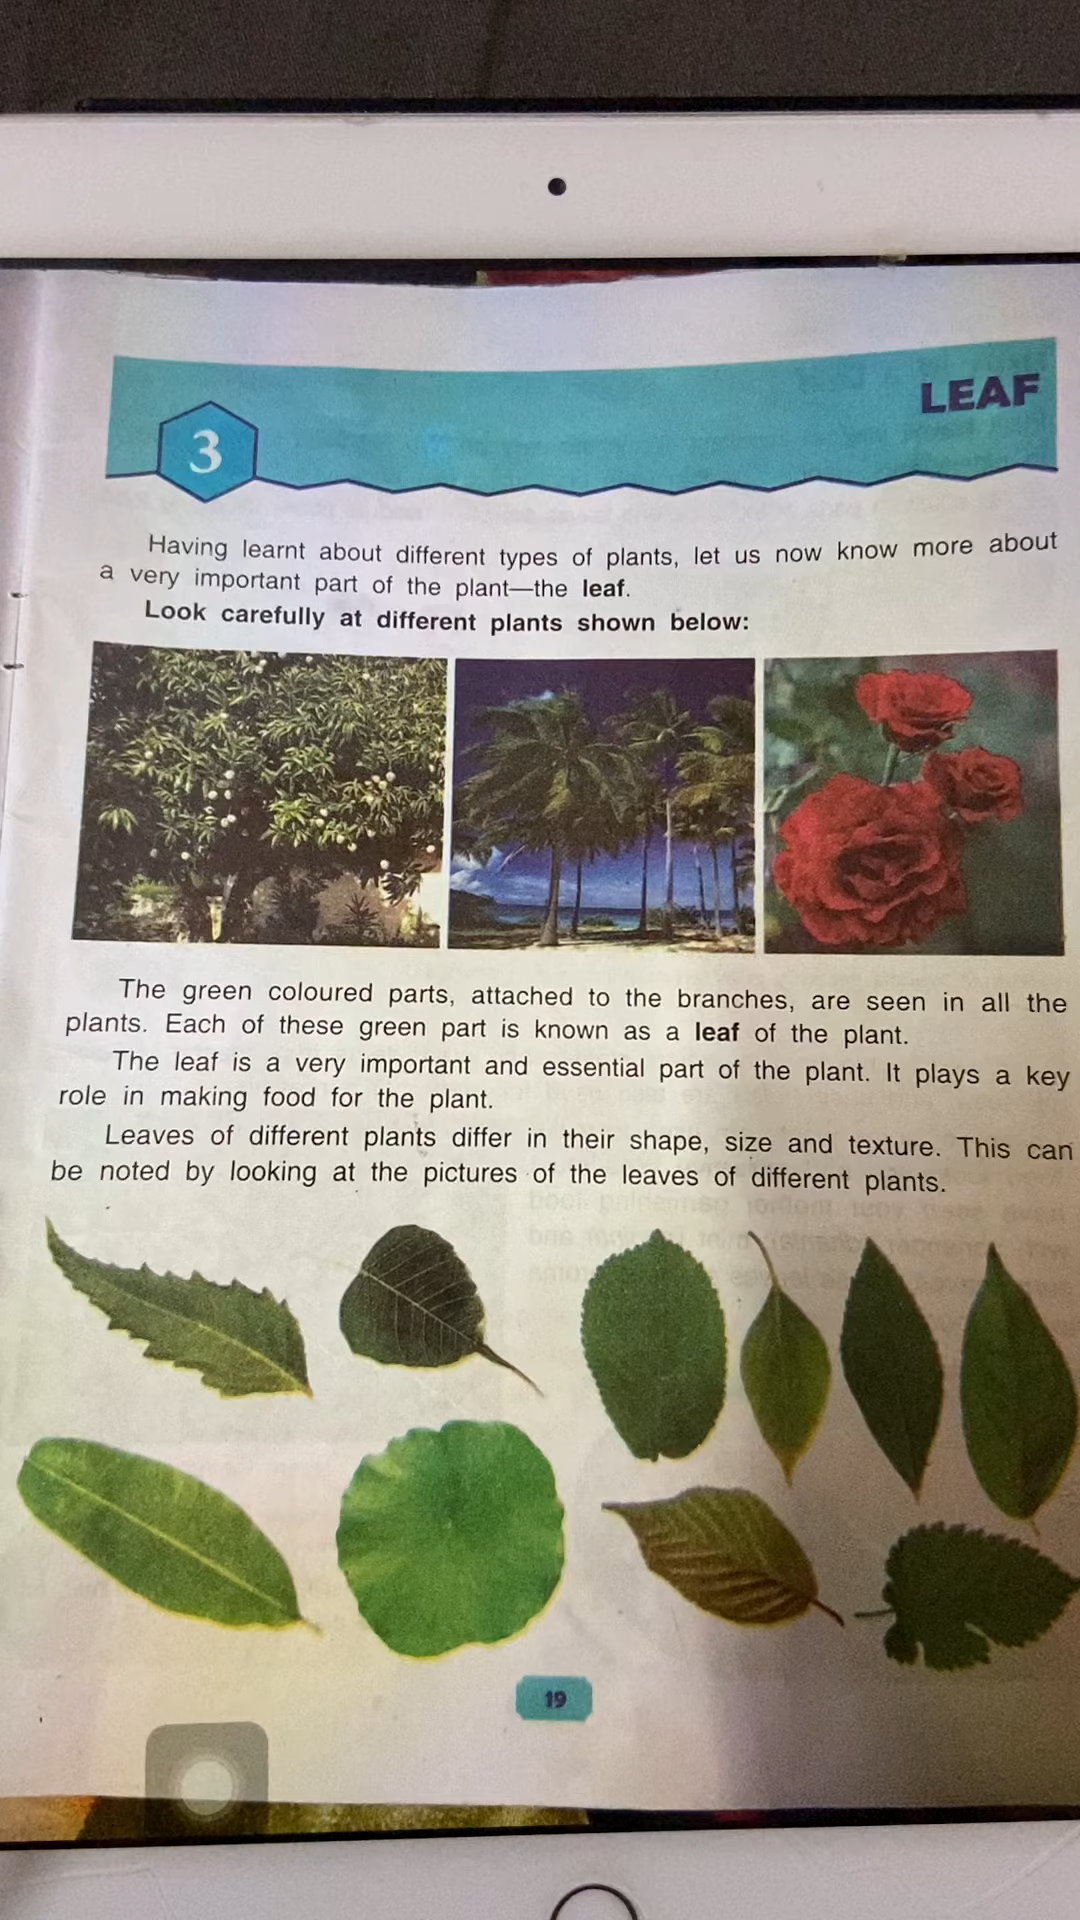 LEAF
3
Having learnt about different types of plants, let us now know more about
a very important part of the plant—the leaf.
Look carefully at different plants shown below:
The green coloured parts, attached to the branches, are seen in all the
plants. Each of these green part is known as a leaf of the plant.
The leaf is a very important and essential part of the plant. It plays a key
role in making food for the plant.
Leaves of different plants differ in their shape, size and texture. This can
be noted by looking at the pictures of the leaves of different plants.
19